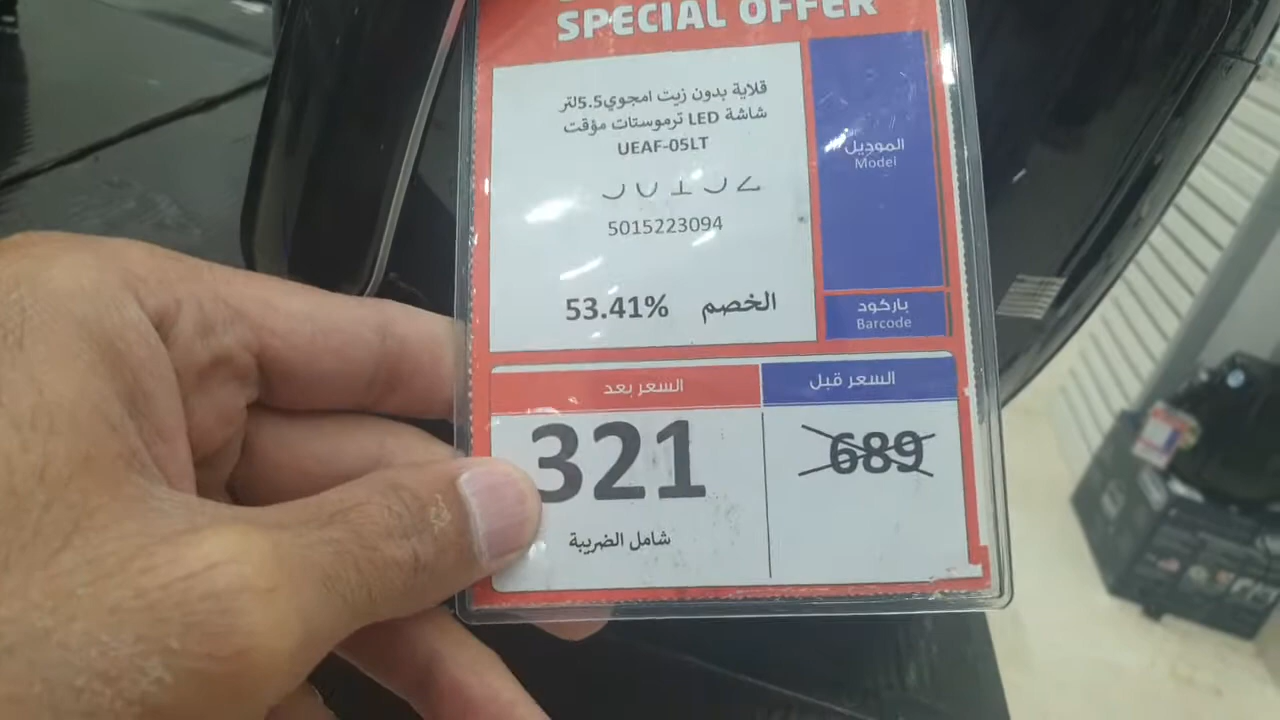 SPECIAL OFFER
قلاية بدون زيت امجوي5.5لتر
شاشة LED ترموستات مؤقت
UEAF-05LT
الموديل
Model
5015223094
الخصم 53.41%
باركود
Barcode
السعر قبل
السعر بعد
689
321
شامل الضريبة